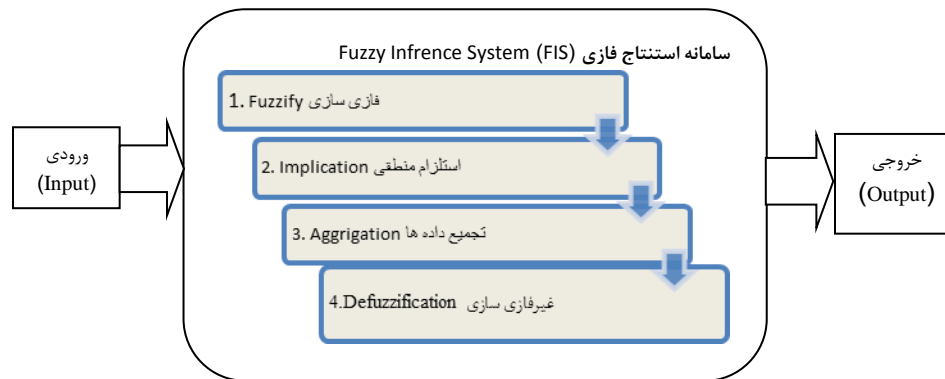 سامانه استنتاج فازی Fuzzy Infrence System (FIS)
1. Fuzzify فازی سازی
2. Implication استلزام منطقی
3. Aggrigation تجمیع داده ها
4.Defuzzification غیرفازی سازی
ورودی
(Input)
خروجی
(Output)